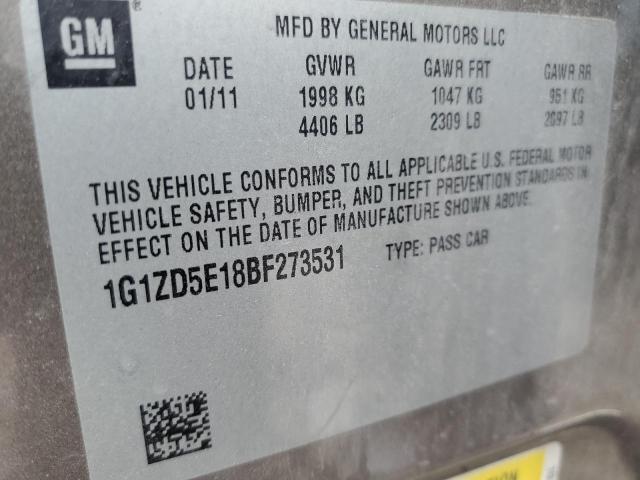 GM
MFD BY GENERAL MOTORS LLC
DATE GVWR GAWR FRT GAWR RR
01/11 1998 KG 1047 KG 951 KG
4406 LB 2309 LB 2097 LB
THIS VEHICLE CONFORMS TO ALL APPLICABLE U.S. FEDERAL MOTOR
VEHICLE SAFETY, BUMPER, AND THEFT PREVENTION STANDARDS IN
EFFECT ON THE DATE OF MANUFACTURE SHOWN ABOVE.
1G1ZD5E18BF273531 TYPE: PASS CAR